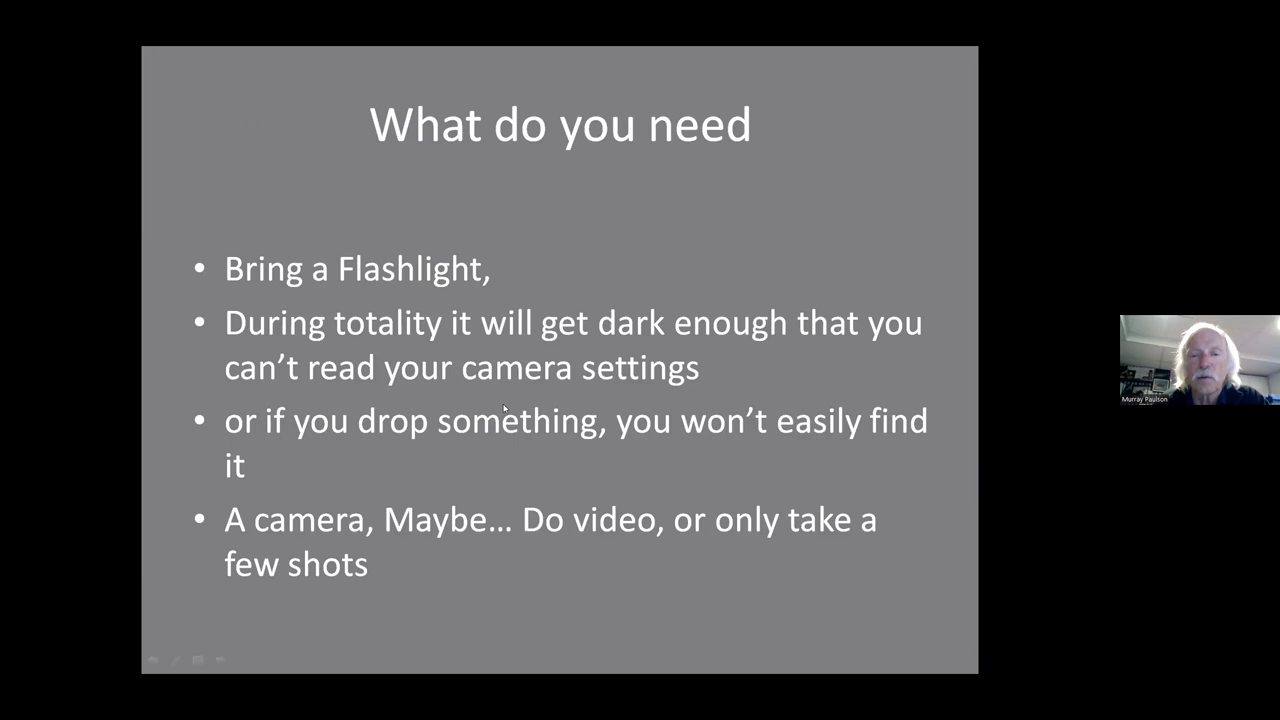 What do you need
• Bring a Flashlight,
• During totality it will get dark enough that you
can’t read your camera settings
• or if you drop something, you won’t easily find
it
• A camera, Maybe… Do video, or only take a
few shots
Murray Paulson